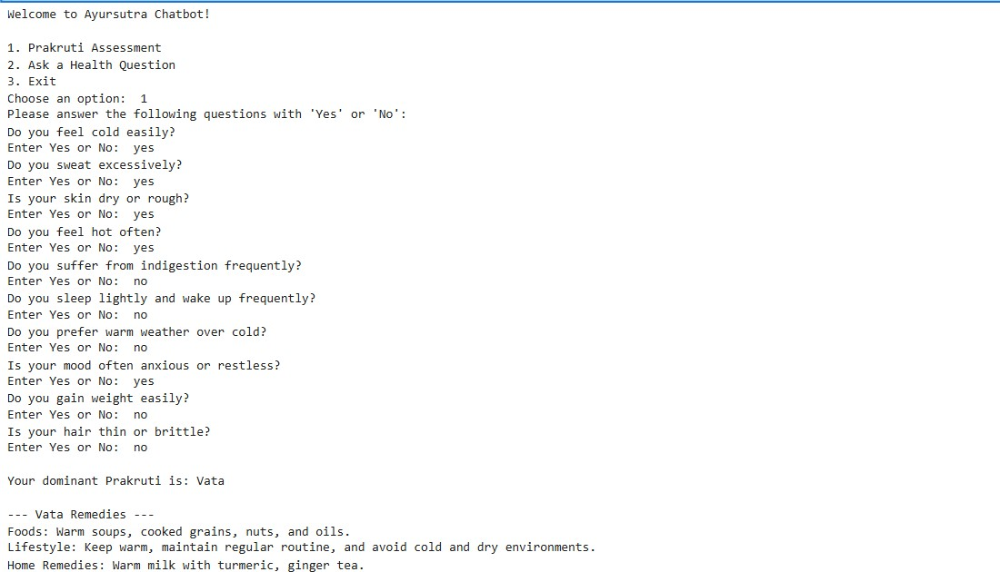 Welcome to Ayursutra Chatbot!
1. Prakruti Assessment
2. Ask a Health Question
3. Exit
Choose an option:  1
Please answer the following questions with 'Yes' or 'No':
Do you feel cold easily?
Enter Yes or No:  yes
Do you sweat excessively?
Enter Yes or No:  yes
Is your skin dry or rough?
Enter Yes or No:  yes
Do you feel hot often?
Enter Yes or No:  yes
Do you suffer from indigestion frequently?
Enter Yes or No:  no
Do you sleep lightly and wake up frequently?
Enter Yes or No:  no
Do you prefer warm weather over cold?
Enter Yes or No:  no
Is your mood often anxious or restless?
Enter Yes or No:  yes
Do you gain weight easily?
Enter Yes or No:  no
Is your hair thin or brittle?
Enter Yes or No:  no
Your dominant Prakruti is: Vata
--- Vata Remedies ---
Foods: Warm soups, cooked grains, nuts, and oils.
Lifestyle: Keep warm, maintain regular routine, and avoid cold and dry environments.
Home Remedies: Warm milk with turmeric, ginger tea.